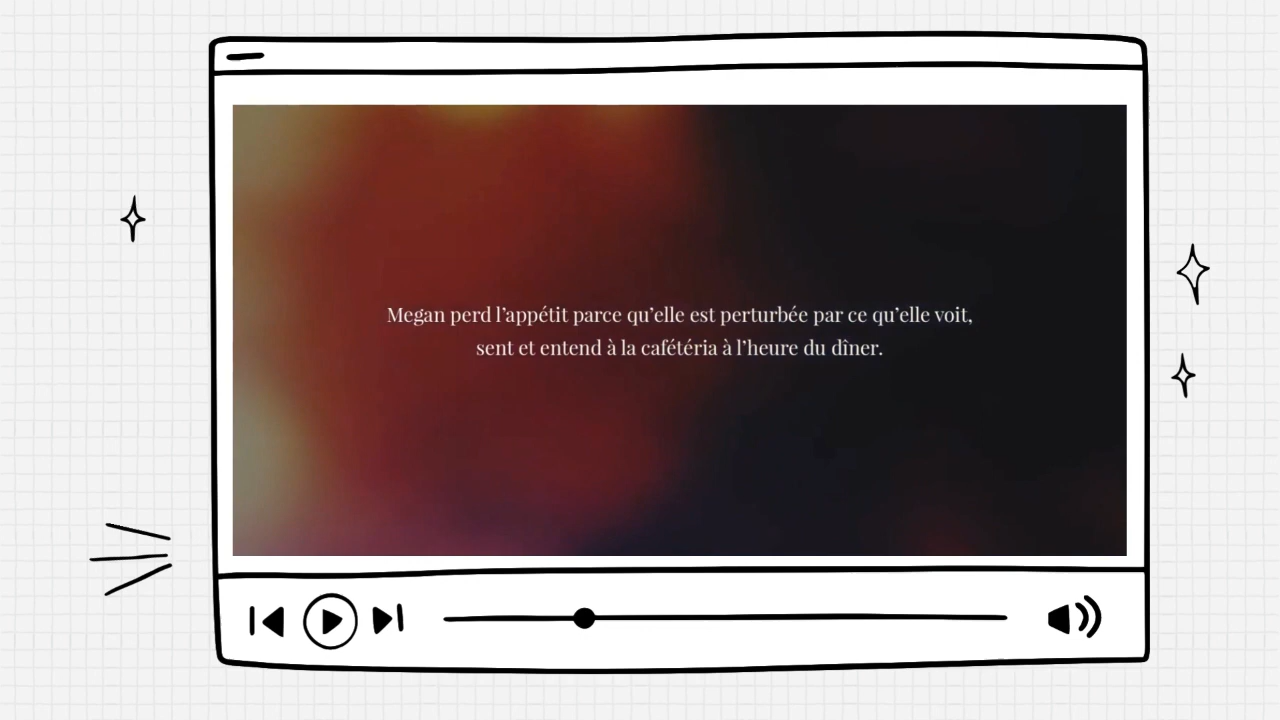 Megan perd l’appétit parce qu’elle est perturbée par ce qu’elle voit,
sent et entend à la cafétéria à l’heure du dîner.